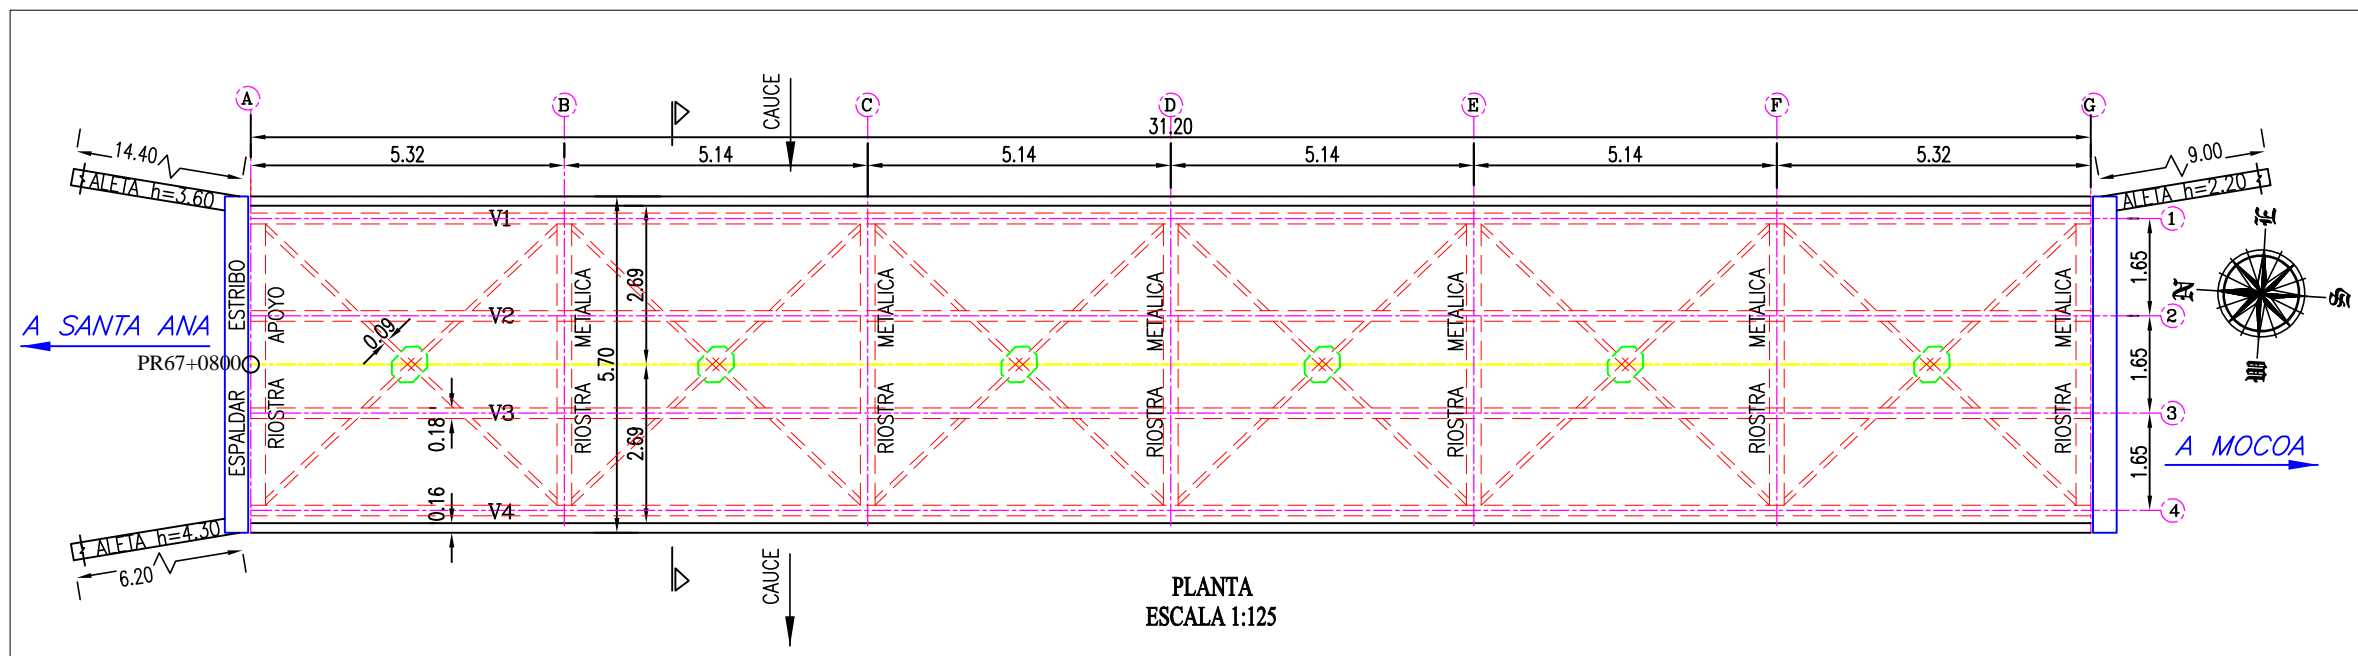 A
B
C
D
E
F
G
CAUCE
31.20
5.32
5.14
5.14
5.14
5.14
5.32
14.40
ALETA h=3.60
9.00
ALETA h=2.20
V1
V2
V3
V4
1
2
3
4
1.65
1.65
1.65
ESPALDAR ESTRIBO
RIOSTRA APOYO
RIOSTRA METALICA
RIOSTRA METALICA
RIOSTRA METALICA
RIOSTRA METALICA
RIOSTRA METALICA
RIOSTRA METALICA
2.69
2.69
5.70
0.09
0.18
0.16
A SANTA ANA
PR67+0800
A MOCOA
E
N
S
W
ALETA h=4.30
6.20
CAUCE
PLANTA
ESCALA 1:125